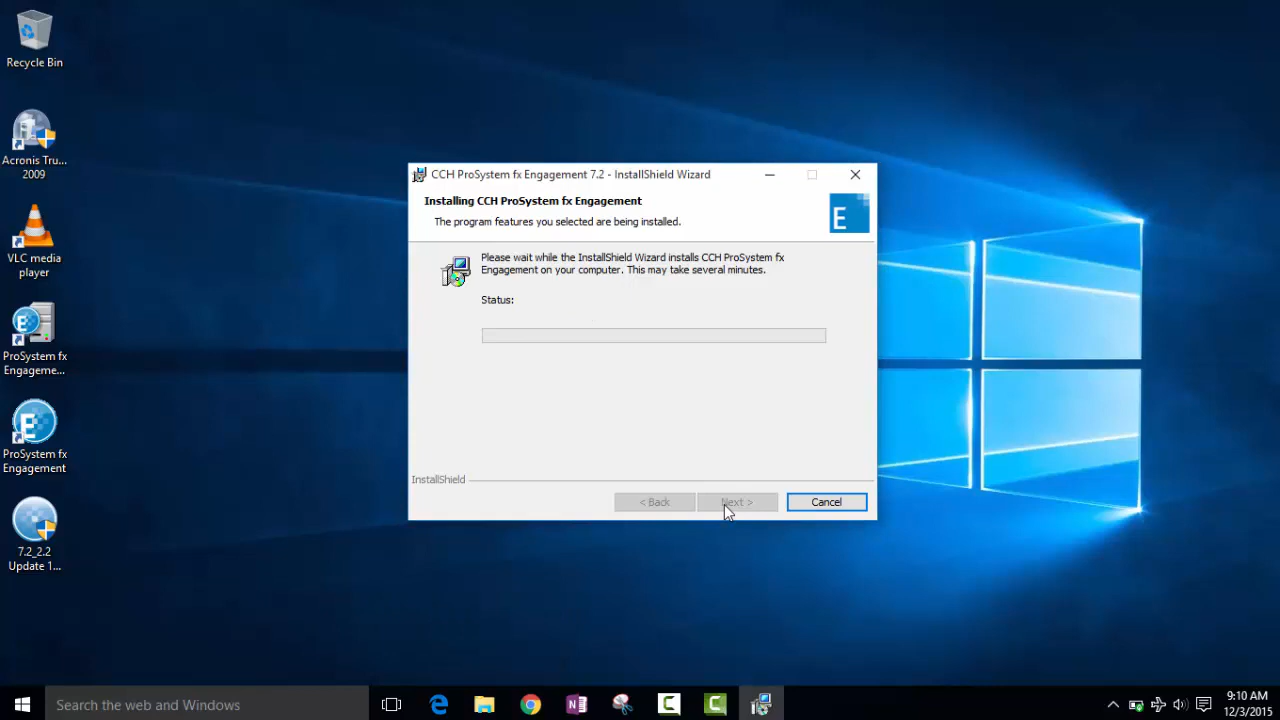 Recycle Bin
Acronis Tru...
2009
VLC media
player
ProSystem fx
Engageme...
ProSystem fx
Engagement
7.2_2.2
Update 1...
CCH ProSystem fx Engagement 7.2 - InstallShield Wizard
Installing CCH ProSystem fx Engagement
The program features you selected are being installed.
E
Please wait while the InstallShield Wizard installs CCH ProSystem fx
Engagement on your computer. This may take several minutes.
Status:
InstallShield
< Back
Next >
Cancel
Search the web and Windows
9:10 AM
12/3/2015